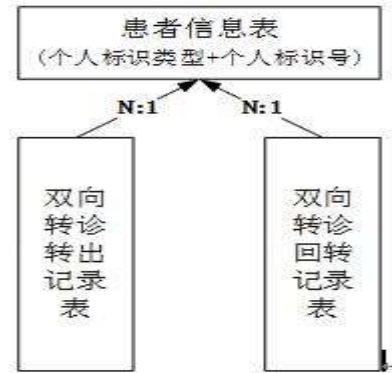 患者信息表
(个人标识类型+个人标识号)
N:1
N:1
双向
转诊
转出
记录
表
双向
转诊
回转
记录
表